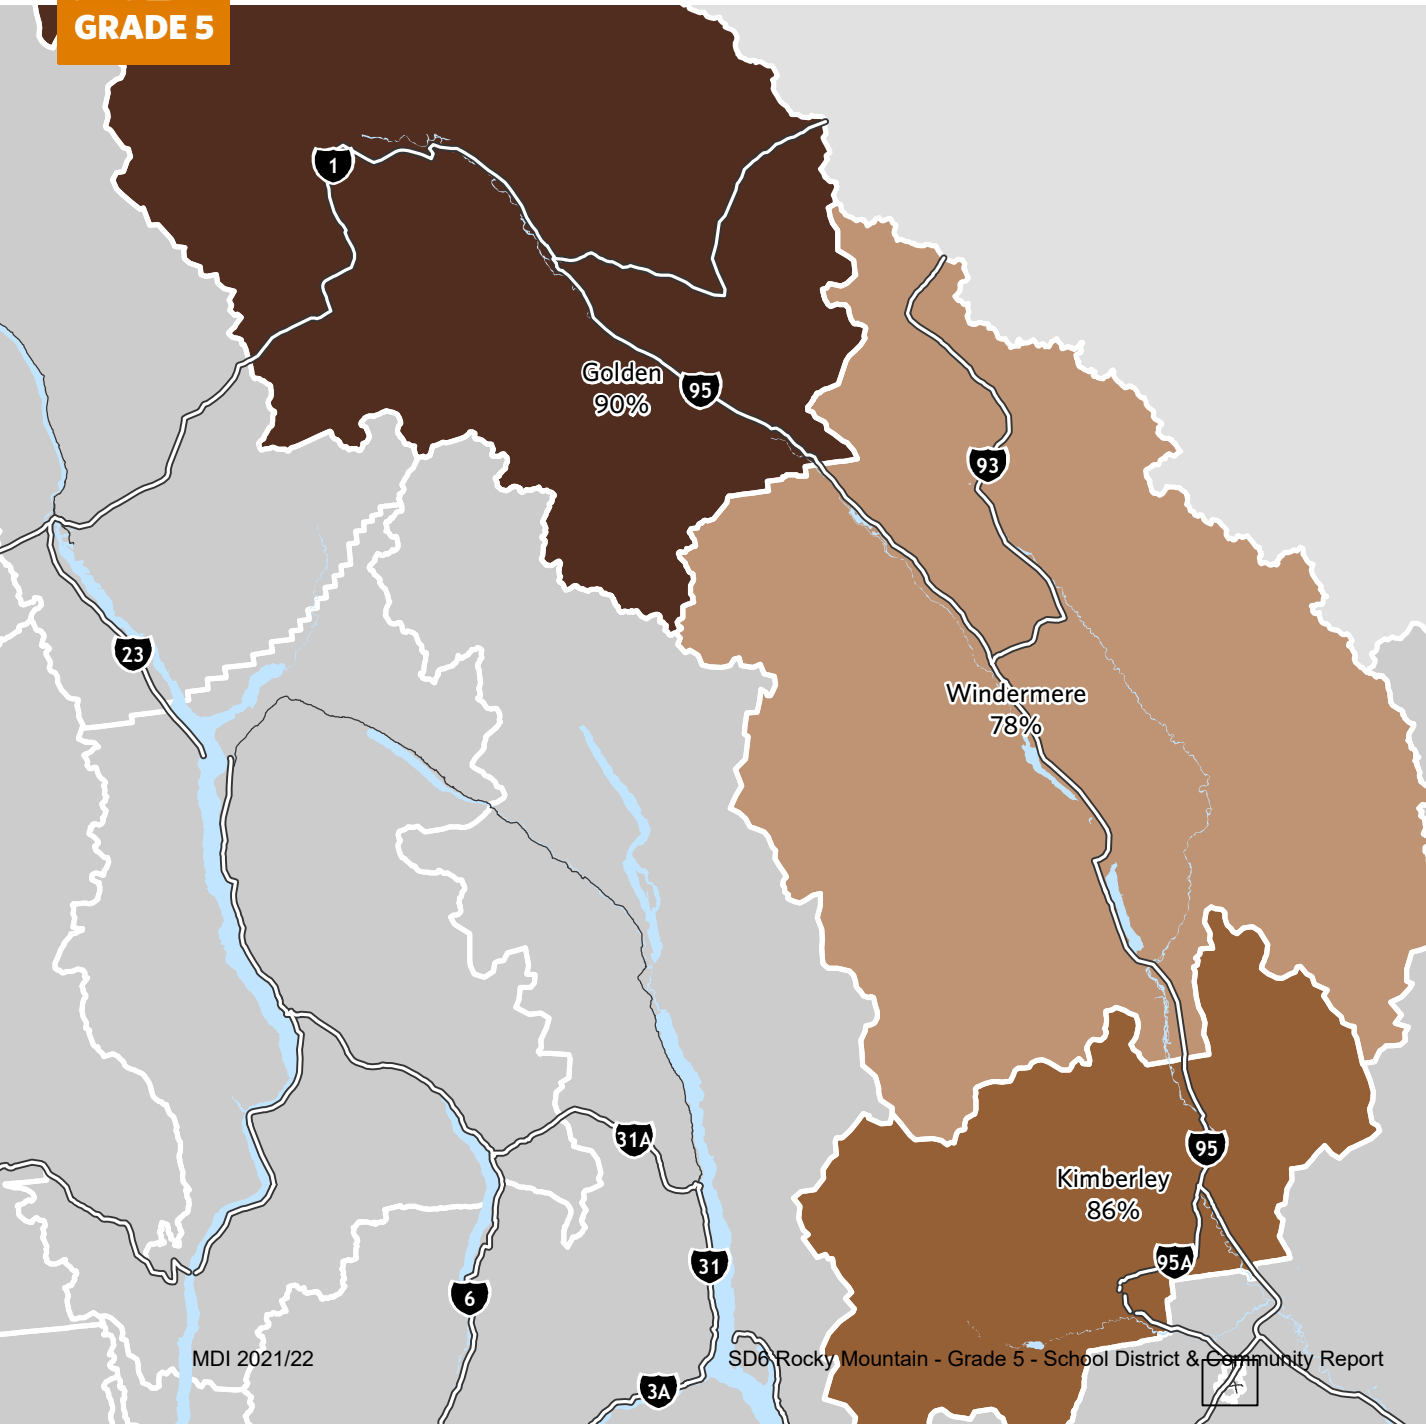 GRADE 5
1
Golden
90%
95
93
23
Windermere
78%
31A
95
Kimberley
86%
95A
31
6
MDI 2021/22
SD6 Rocky Mountain - Grade 5 - School District & Community Report
3A